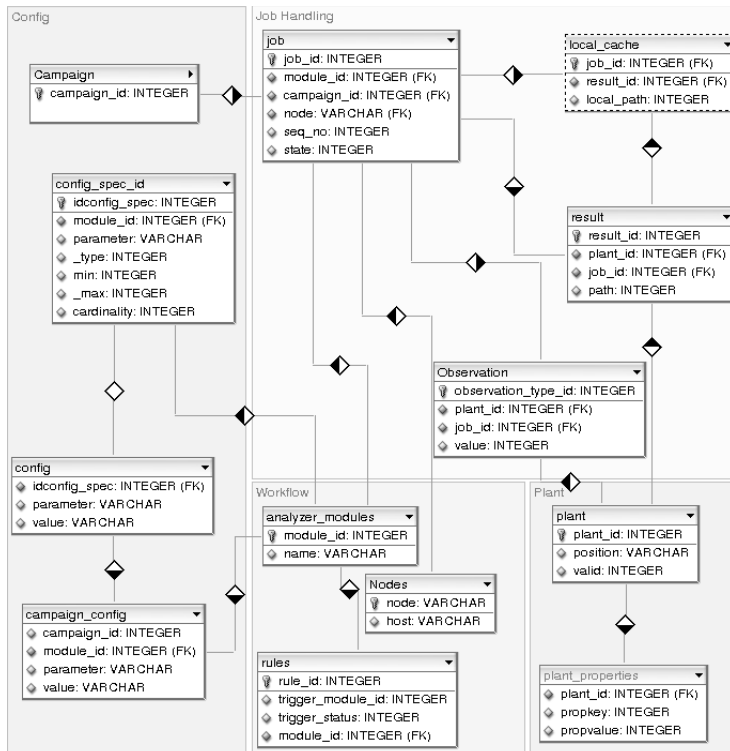 Config
Campaign
campaign_id: INTEGER
config_spec_id
idconfig_spec: INTEGER
module_id: INTEGER (FK)
parameter: VARCHAR
_type: INTEGER
min: INTEGER
_max: INTEGER
cardinality: INTEGER
config
idconfig_spec: INTEGER (FK)
parameter: VARCHAR
value: VARCHAR
campaign_config
campaign_id: INTEGER
module_id: INTEGER (FK)
parameter: VARCHAR
value: VARCHAR
Job Handling
job
job_id: INTEGER
module_id: INTEGER (FK)
campaign_id: INTEGER (FK)
node: VARCHAR (FK)
seq_no: INTEGER
state: INTEGER
local_cache
job_id: INTEGER (FK)
result_id: INTEGER (FK)
local_path: INTEGER
result
result_id: INTEGER
plant_id: INTEGER (FK)
job_id: INTEGER (FK)
path: INTEGER
Observation
observation_type_id: INTEGER
plant_id: INTEGER (FK)
job_id: INTEGER (FK)
value: INTEGER
Workflow
analyzer_modules
module_id: INTEGER
name: VARCHAR
Nodes
node: VARCHAR
host: VARCHAR
rules
rule_id: INTEGER
trigger_module_id: INTEGER
trigger_status: INTEGER
module_id: INTEGER (FK)
Plant
plant
plant_id: INTEGER
position: VARCHAR
valid: INTEGER
plant_properties
plant_id: INTEGER (FK)
propkey: INTEGER
propvalue: INTEGER